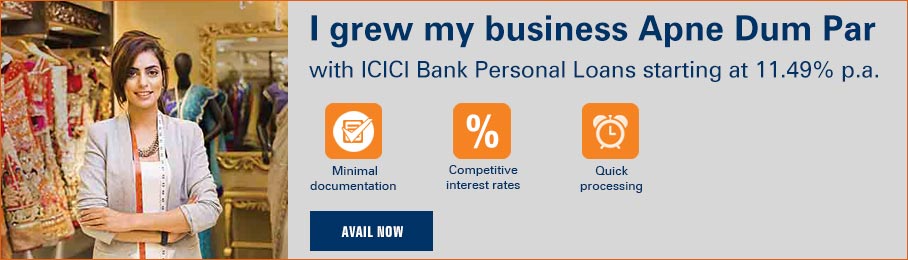 I grew my business Apne Dum Par
with ICICI Bank Personal Loans starting at 11.49% p.a.
%
Minimal
documentation
Competitive
interest rates
Quick
processing
AVAIL NOW